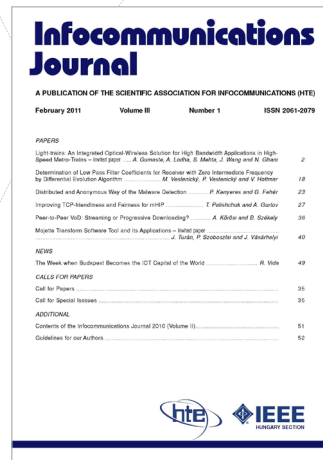 Infocommunications
Journal
A PUBLICATION OF THE SCIENTIFIC ASSOCIATION FOR INFOCOMMUNICATIONS (HTE)
February 2011 Volume III Number 1 ISSN 2061-2079
PAPERS
Light-trains: An Integrated Optical-Wireless Solution for High Bandwidth Applications in High-
Speed Metro-Trains – invited paper ..... A. Gumaste, A. Lodha, S. Mehta, J. Wang and N. Ghani 2
Determination of Low Pass Filter Coefficients for Receiver with Zero Intermediate Frequency
by Differential Evolution Algorithm ............ M. Vestenický, P. Vestenický and V. Hottmar 18
Distributed and Anonymous Way of the Malware Detection ........ P. Kenyeres and G. Fehér 23
Improving TCP-friendliness and Fairness for mHIP ............ T. Polishchuk and A. Gurtov 27
Peer-to-Peer VoD: Streaming or Progressive Downloading? ........ A. Kőrösi and B. Székely 36
Mojette Transform Software Tool and its Applications – invited paper ........
........ J. Turán, P. Szoboszlai and J. Vásárhelyi 40
NEWS
The Week when Budapest Becomes the ICT Capital of the World ........ R. Vida 49
CALLS FOR PAPERS
Call for Papers ........ 35
Call for Special Isssues ........ 35
ADDITIONAL
Contents of the Infocommunications Journal 2010 (Volume II) ........ 51
Guidelines for our Authors ........ 52
hte
IEEE
HUNGARY SECTION